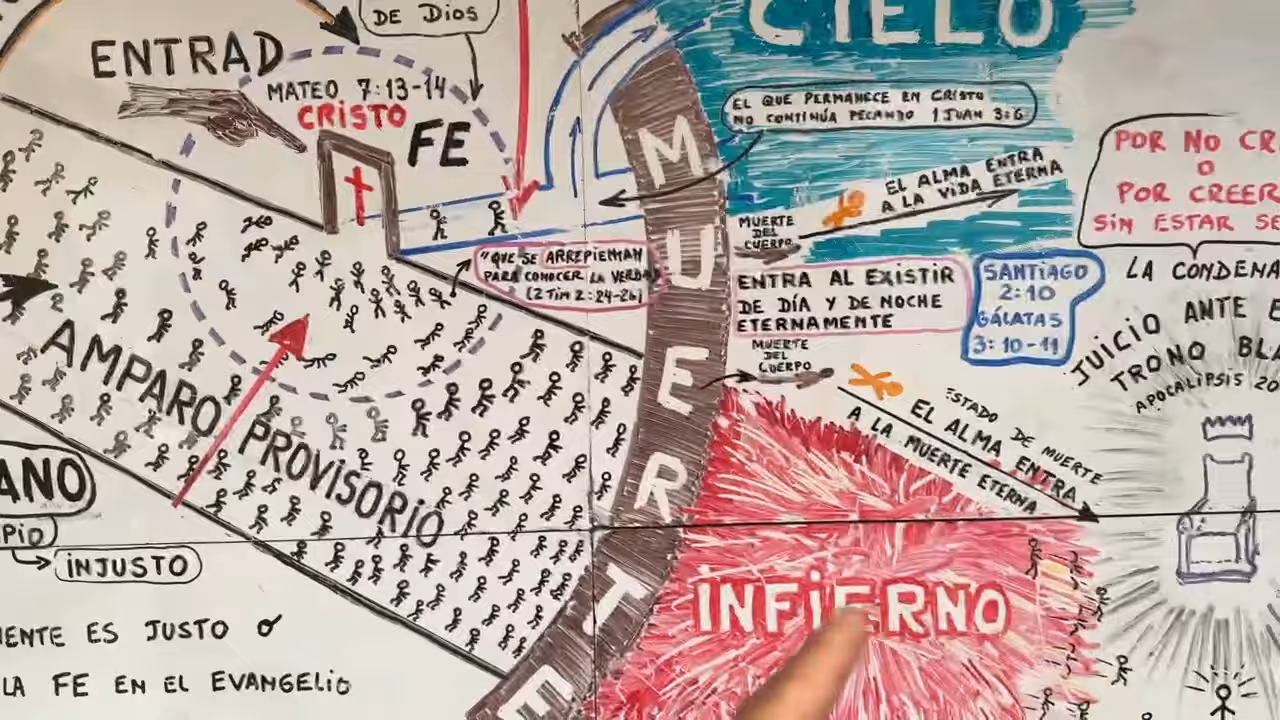 DE DIOS
CIELO
ENTRAD
MATEO 7:13-14
CRISTO
FE
EL QUE PERMANECE EN CRISTO
NO CONTINÚA PECANDO 1 JUAN 3:6
EL ALMA ENTRA
A LA VIDA ETERNA
MUERTE
DEL
CUERPO
"QUE SE ARREPIENTAN
PARA CONOCER LA VERDAD
(2 TIM 2:24-26)
ENTRA AL EXISTIR
DE DÍA Y DE NOCHE
ETERNAMENTE
SANTIAGO
2:10
GÁLATAS
3:10-11
POR NO CR
O
POR CREER
SIN ESTAR SE
LA CONDENA
JUICIO ANTE E
TRONO BLA
APOCALIPSIS 20
MUERTE
DEL
CUERPO
ESTADO DE MUERTE
EL ALMA ENTRA
A LA MUERTE ETERNA
MUERTE
AMPARO PROVISORIO
INFIERNO
ANO
PIO
INJUSTO
MENTE ES JUSTO
LA FE EN EL EVANGELIO